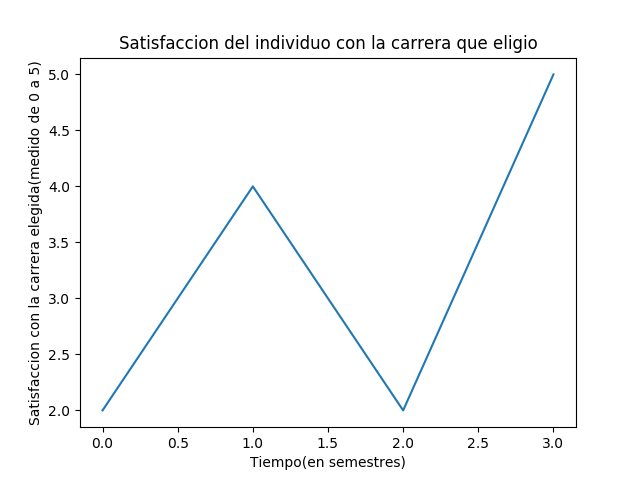 Satisfaccion del individuo con la carrera que eligio
Satisfaccion con la carrera elegida(medido de 0 a 5)
5.0
4.5
4.0
3.5
3.0
2.5
2.0
0.0 0.5 1.0 1.5 2.0 2.5 3.0
Tiempo(en semestres)